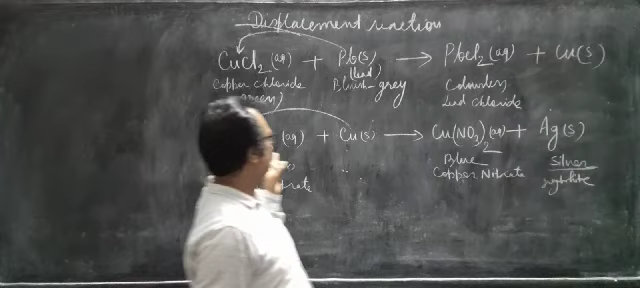 Displacement reaction
CuCl₂(aq) + Pb(s) → PbCl₂(aq) + Cu(s)
(lead)
Copper chloride Bluish-grey Colourless
green) Lead chloride
(aq) + Cu(s) → Cu(NO₃)₂(aq) + Ag(s)
Blue Silver
trate Copper Nitrate